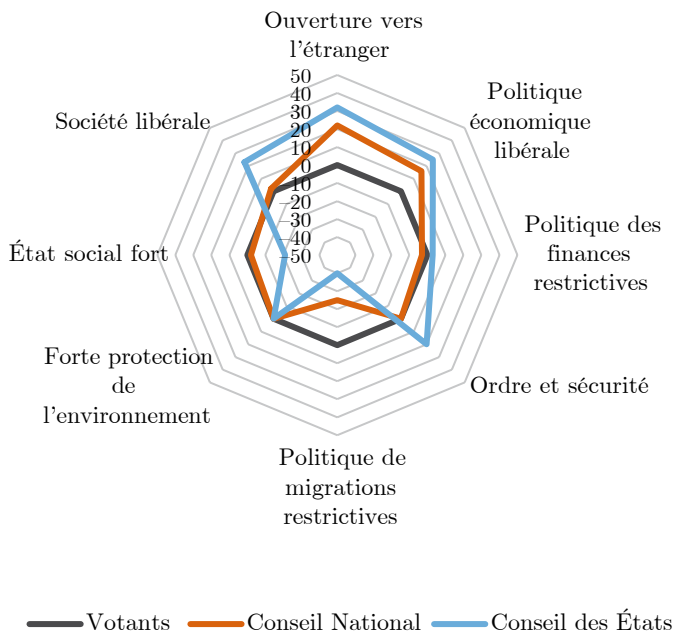 Ouverture vers
l'étranger
50
40
30
20
10
0
10
−20
−30
−40
−50
Politique
économique
libérale
Société libérale
Politique des
finances
restrictives
État social fort
Forte protection
de
l'environnement
Ordre et sécurité
Politique de
migrations
restrictives
Votants Conseil National Conseil des États